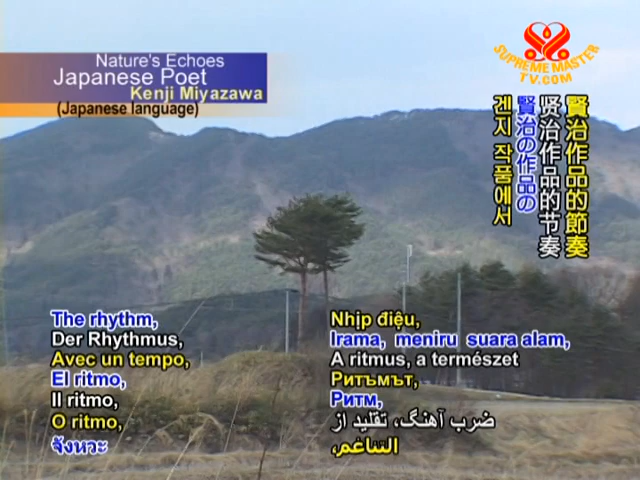 Nature's Echoes
Japanese Poet
Kenji Miyazawa
(Japanese language)
SUPREME MASTER
TV.COM
賢治作品的節奏
贤治作品的节奏
賢治の作品の
겐지 작품에서
The rhythm,
Der Rhythmus,
Avec un tempo,
El ritmo,
Il ritmo,
O ritmo,
จังหวะ
Nhịp điệu,
Irama, meniru suara alam,
A ritmus, a természet
Ритъмът,
Ритм,
ضرب آهنگ، تقلید از
التناغم،